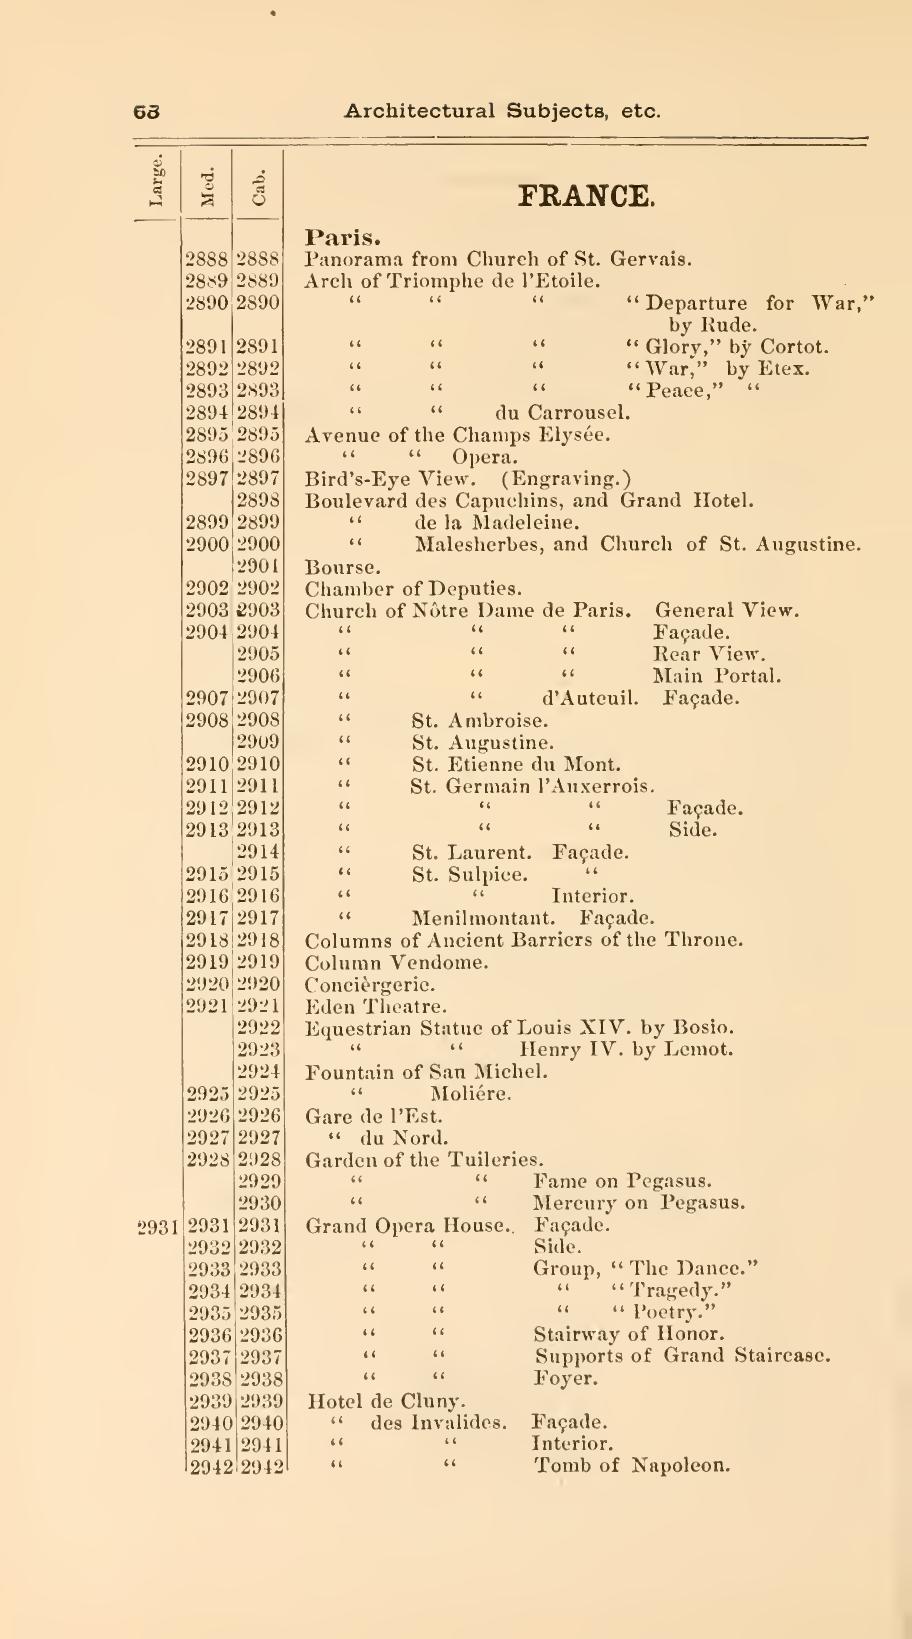 68 Architectural Subjects, etc.
Large. Med. Cab. FRANCE.
Paris.
2888 2888 Panorama from Church of St. Gervais.
2889 2889 Arch of Triomphe de l'Etoile.
2890 2890 “ “ “ “Departure for War,”
by Rude.
2891 2891 “ “ “ “Glory,” by Cortot.
2892 2892 “ “ “ “War,” by Etex.
2893 2893 “ “ “ “Peace,” “
2894 2894 “ “ du Carrousel.
2895 2895 Avenue of the Champs Elysée.
2896 2896 “ “ Opera.
2897 2897 Bird's-Eye View. (Engraving.)
2898 Boulevard des Capuchins, and Grand Hotel.
2899 2899 “ de la Madeleine.
2900 2900 “ Malesherbes, and Church of St. Augustine.
2901 Bourse.
2902 2902 Chamber of Deputies.
2903 2903 Church of Nôtre Dame de Paris. General View.
2904 2904 “ “ “ Façade.
2905 “ “ “ Rear View.
2906 “ “ “ Main Portal.
2907 2907 “ “ d'Auteuil. Façade.
2908 2908 “ St. Ambroise.
2909 “ St. Augustine.
2910 2910 “ St. Etienne du Mont.
2911 2911 “ St. Germain l'Auxerrois.
2912 2912 “ “ “ Façade.
2913 2913 “ “ “ Side.
2914 “ St. Laurent. Façade.
2915 2915 “ St. Sulpice. “
2916 2916 “ “ Interior.
2917 2917 “ Menilmontant. Façade.
2918 2918 Columns of Ancient Barriers of the Throne.
2919 2919 Column Vendome.
2920 2920 Concièrgerie.
2921 2921 Eden Theatre.
2922 Equestrian Statue of Louis XIV. by Bosio.
2923 “ “ Henry IV. by Lemot.
2924 Fountain of San Michel.
2925 2925 “ Moliére.
2926 2926 Gare de l'Est.
2927 2927 “ du Nord.
2928 2928 Garden of the Tuileries.
2929 “ “ Fame on Pegasus.
2930 “ “ Mercury on Pegasus.
2931 2931 2931 Grand Opera House. Façade.
2932 2932 “ “ Side.
2933 2933 “ “ Group, “The Dance.”
2934 2934 “ “ “ “Tragedy.”
2935 2935 “ “ “ “Poetry.”
2936 2936 “ “ Stairway of Honor.
2937 2937 “ “ Supports of Grand Staircase.
2938 2938 “ “ Foyer.
2939 2939 Hotel de Cluny.
2940 2940 “ des Invalides. Façade.
2941 2941 “ “ Interior.
2942 2942 “ “ Tomb of Napoleon.